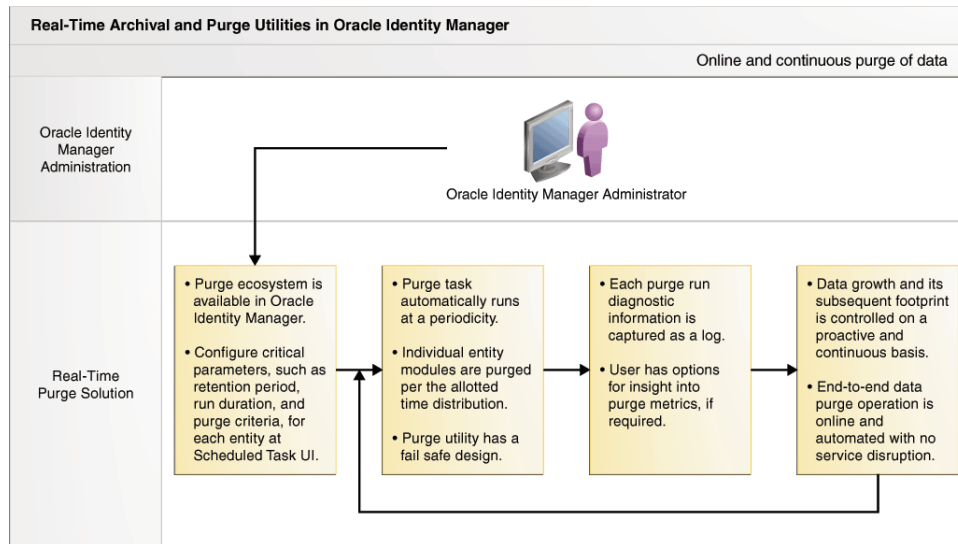 Real-Time Archival and Purge Utilities in Oracle Identity Manager
Online and continuous purge of data
Oracle Identity
Manager
Administration
Oracle Identity Manager Administrator
Real-Time
Purge Solution
• Purge ecosystem is
available in Oracle
Identity Manager.
• Configure critical
parameters, such as
retention period,
run duration, and
purge criteria, for
each entity at
Scheduled Task UI.
• Purge task
automatically runs
at a periodicity.
• Individual entity
modules are purged
per the allotted
time distribution.
• Purge utility has a
fail safe design.
• Each purge run
diagnostic
information is
captured as a log.
• User has options
for insight into
purge metrics, if
required.
• Data growth and its
subsequent footprint
is controlled on a
proactive and
continuous basis.
• End-to-end data
purge operation is
online and
automated with no
service disruption.